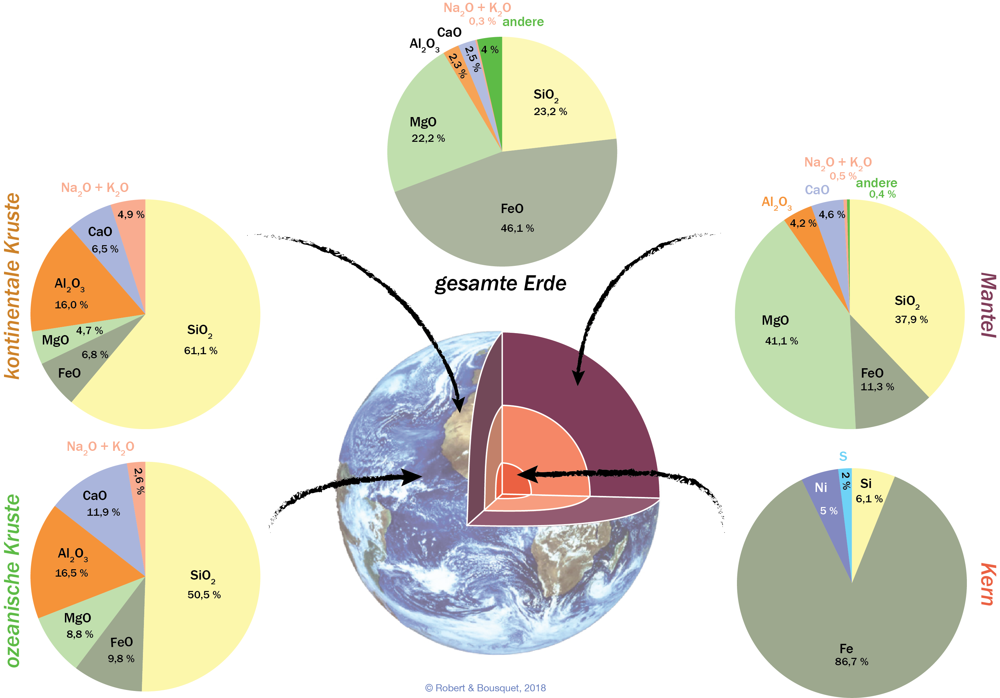 Na₂O + K₂O
0,3 %
andere
CaO
Al₂O₃
2,3 %
2,5 %
4 %
SiO₂
23,2 %
MgO
22,2 %
FeO
46,1 %
gesamte Erde
kontinentale Kruste
Na₂O + K₂O
4,9 %
CaO
6,5 %
Al₂O₃
16,0 %
4,7 %
MgO
6,8 %
FeO
SiO₂
61,1 %
Na₂O + K₂O
0,5 %
andere
0,4 %
CaO
Al₂O₃
4,6 %
4,2 %
SiO₂
37,9 %
MgO
41,1 %
FeO
11,3 %
Mantel
ozeanische Kruste
Na₂O + K₂O
2,6 %
CaO
11,9 %
Al₂O₃
16,5 %
SiO₂
50,5 %
MgO
8,8 %
FeO
9,8 %
S
2 %
Si
6,1 %
Ni
5 %
Fe
86,7 %
Kern
© Robert & Bousquet, 2018